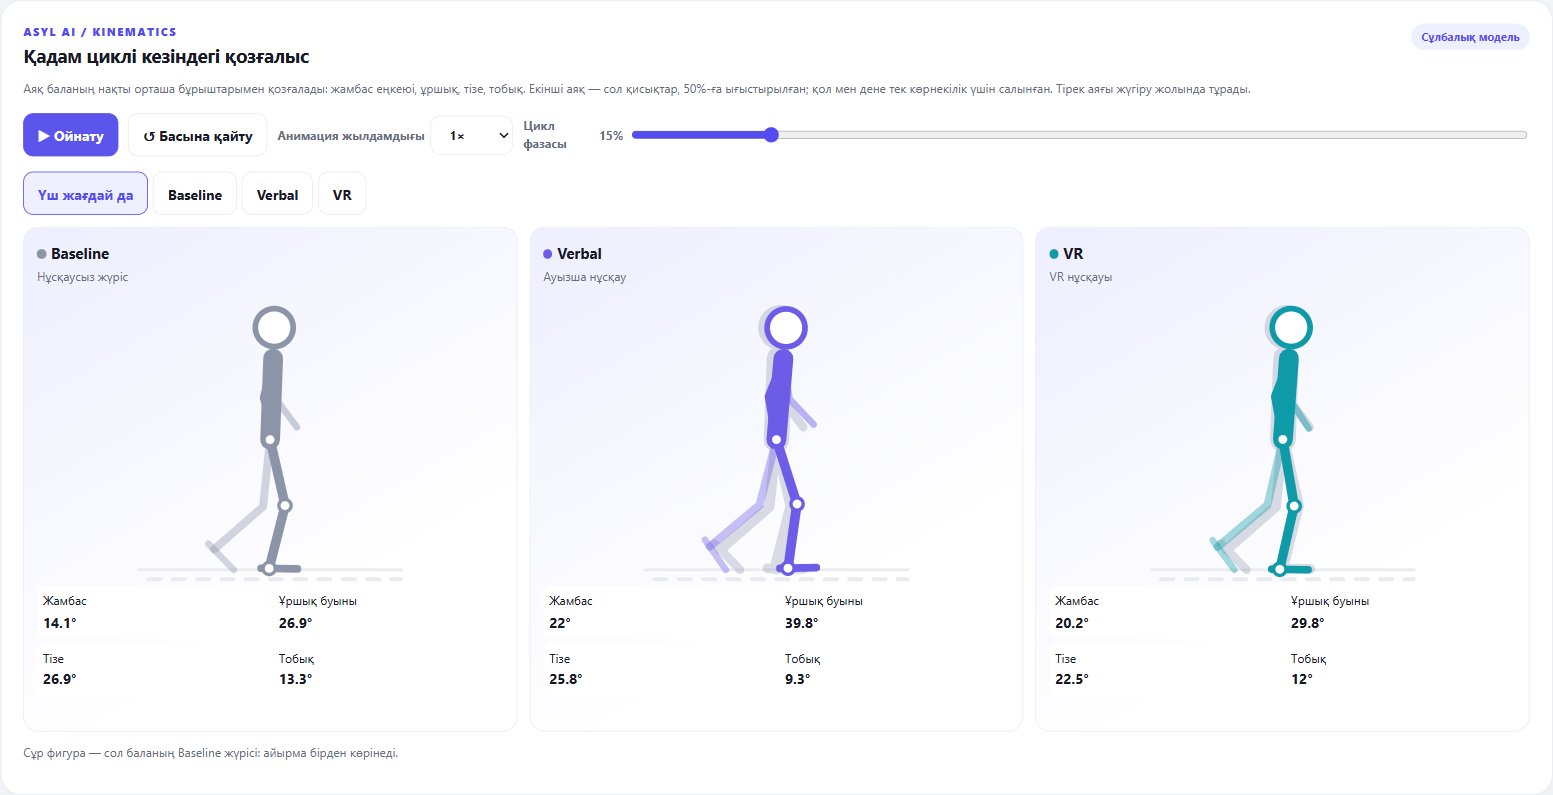 ASYL AI / KINEMATICS
Қадам циклі кезіндегі қозғалыс
Сұлбалық модель
Аяқ баланың нақты орташа бұрыштарымен қозғалады: жамбас еңкеюі, ұршық, тізе, тобық. Екінші аяқ — сол қисықтар, 50%-ға ығыстырылған; қол мен дене тек көрнекілік үшін салынған. Тірек аяғы жүгіру жолында тұрады.
▶ Ойнату
↺ Басына қайту
Анимация жылдамдығы
1×
Цикл
фазасы
15%
Үш жағдай да
Baseline
Verbal
VR
Baseline
Нұсқаусыз жүріс
Жамбас
Ұршық буыны
14.1°
26.9°
Тізе
Тобық
26.9°
13.3°
Verbal
Ауызша нұсқау
Жамбас
Ұршық буыны
22°
39.8°
Тізе
Тобық
25.8°
9.3°
VR
VR нұсқауы
Жамбас
Ұршық буыны
20.2°
29.8°
Тізе
Тобық
22.5°
12°
Сұр фигура — сол баланың Baseline жүрісі: айырма бірден көрінеді.